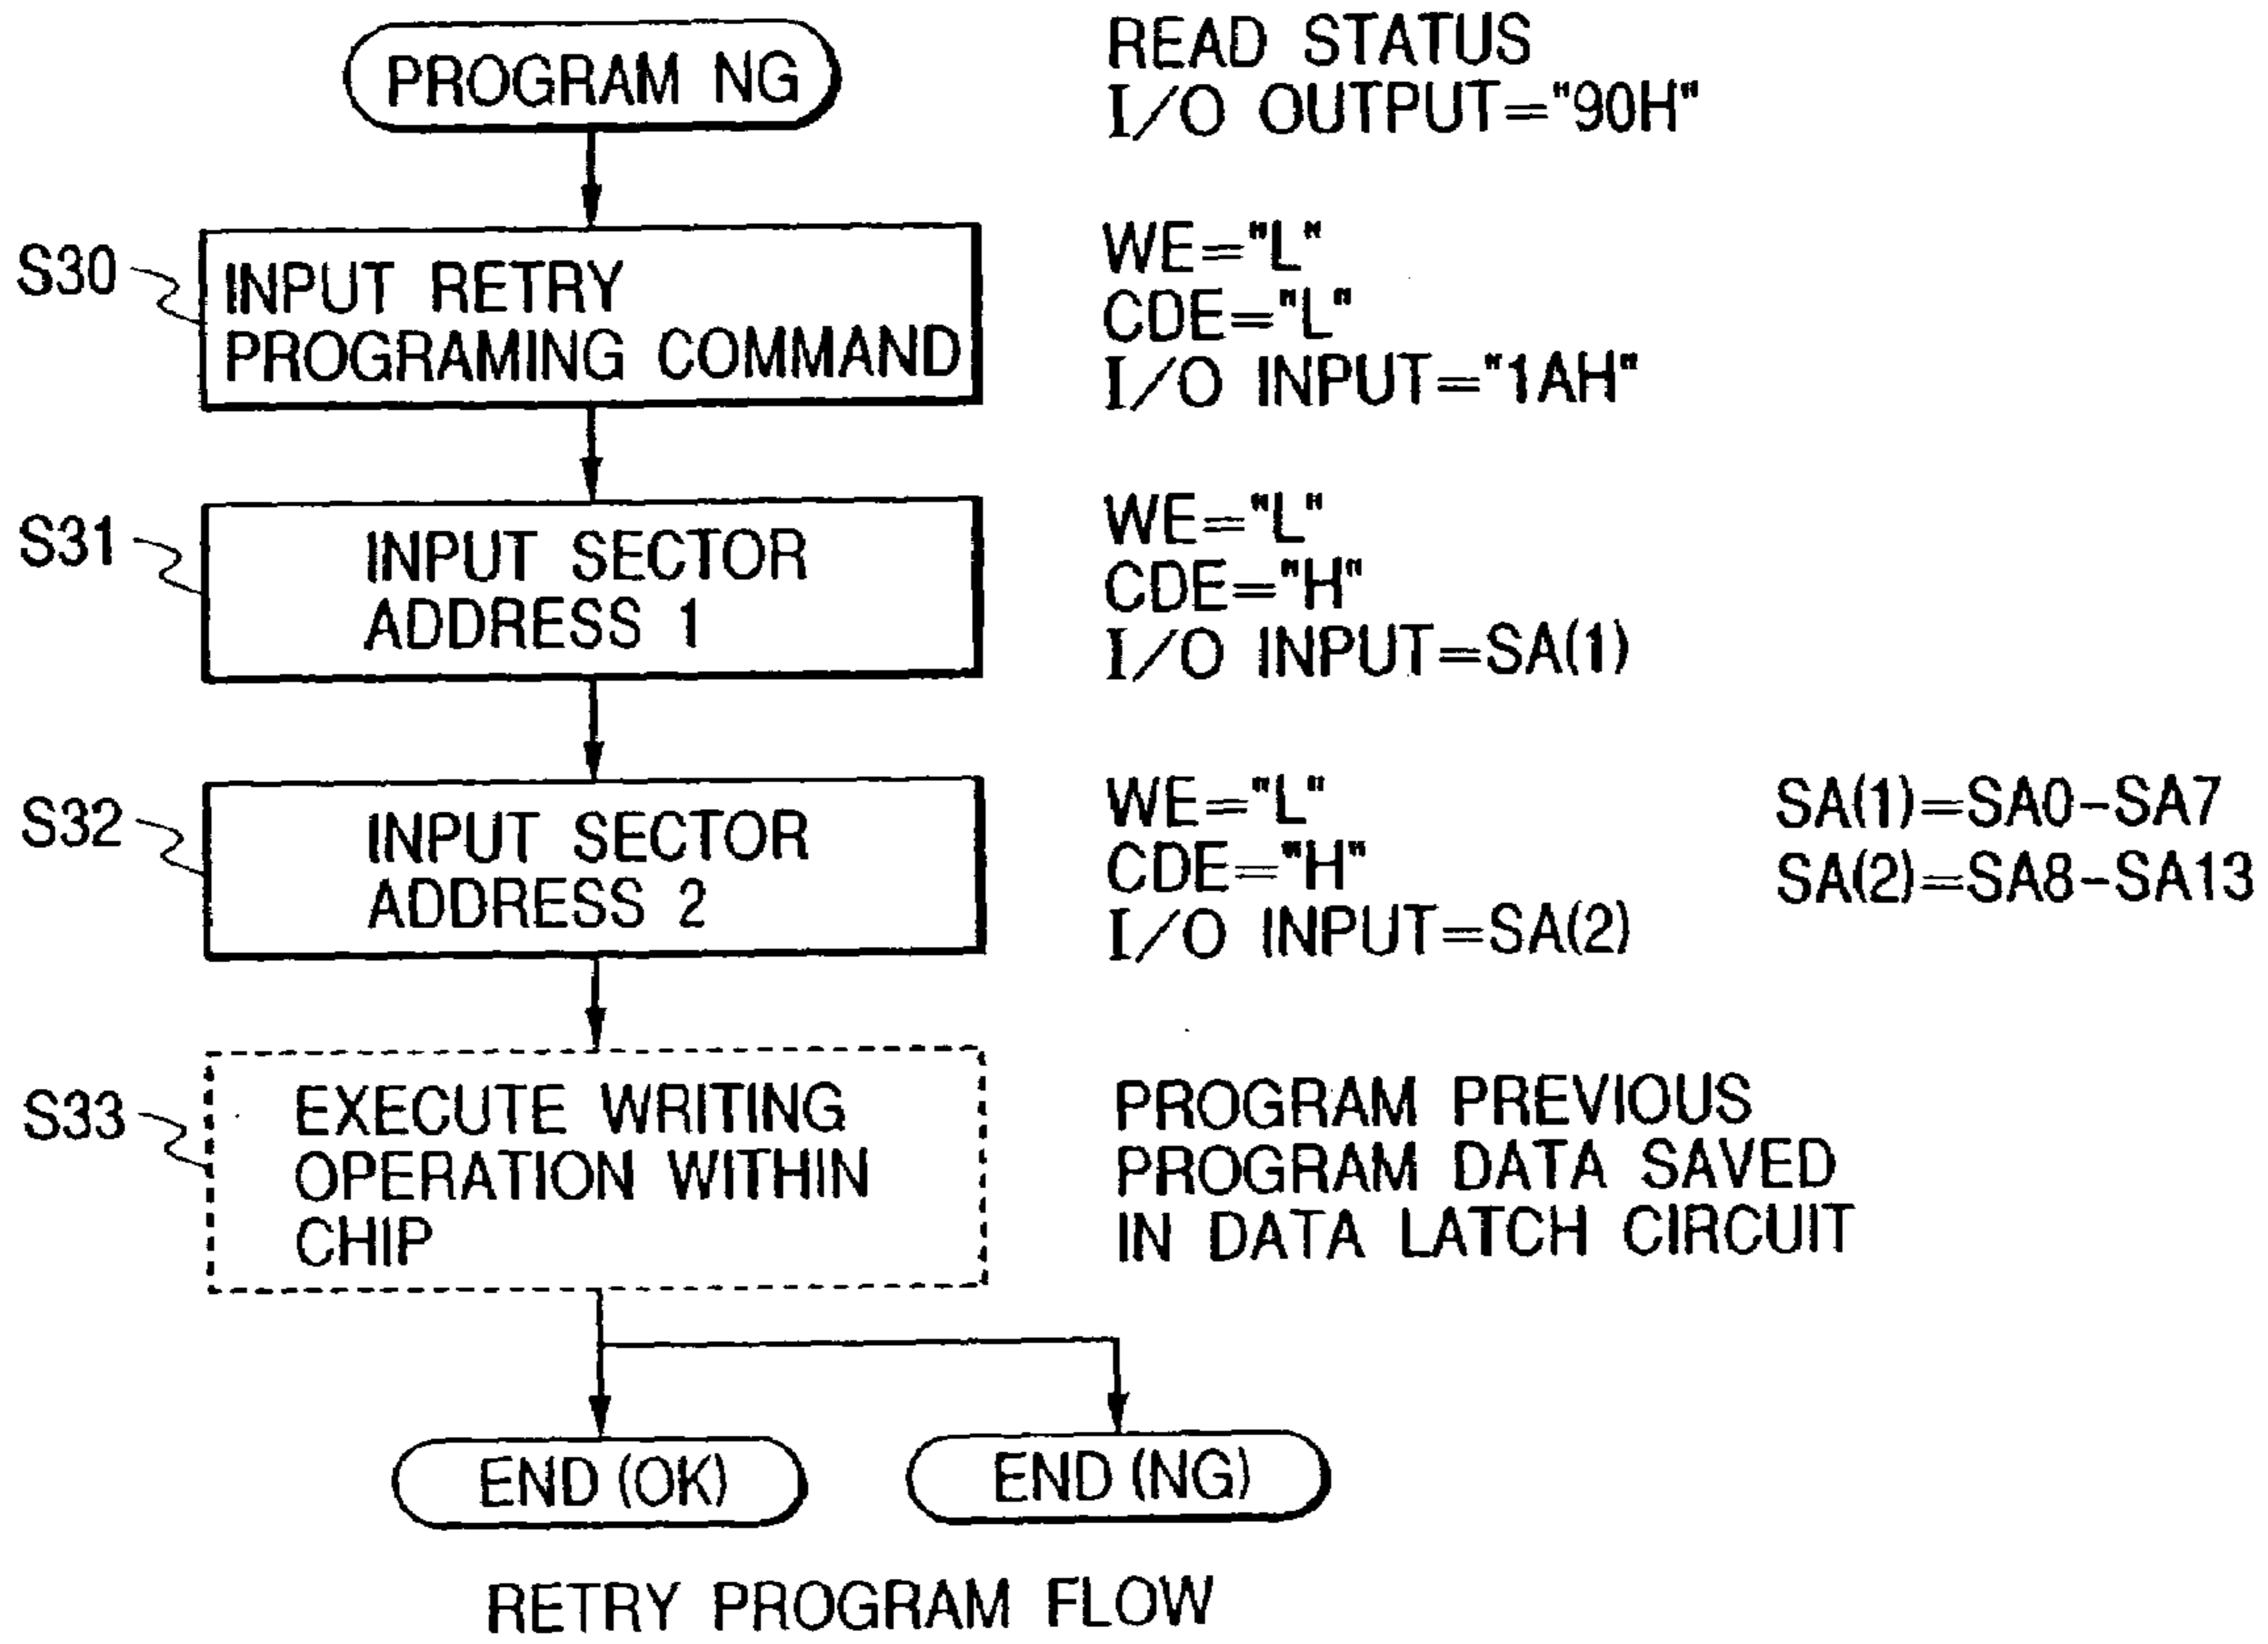 PROGRAM NG
READ STATUS
I/O OUTPUT="90H"
S30
INPUT RETRY
PROGRAMING COMMAND
WE="L"
CDE="L"
I/O INPUT="1AH"
S31
INPUT SECTOR
ADDRESS 1
WE="L"
CDE="H"
I/O INPUT=SA(1)
S32
INPUT SECTOR
ADDRESS 2
WE="L"
CDE="H"
I/O INPUT=SA(2)
SA(1)=SA0-SA7
SA(2)=SA8-SA13
S33
EXECUTE WRITING
OPERATION WITHIN
CHIP
PROGRAM PREVIOUS
PROGRAM DATA SAVED
IN DATA LATCH CIRCUIT
END (OK)
END (NG)
RETRY PROGRAM FLOW